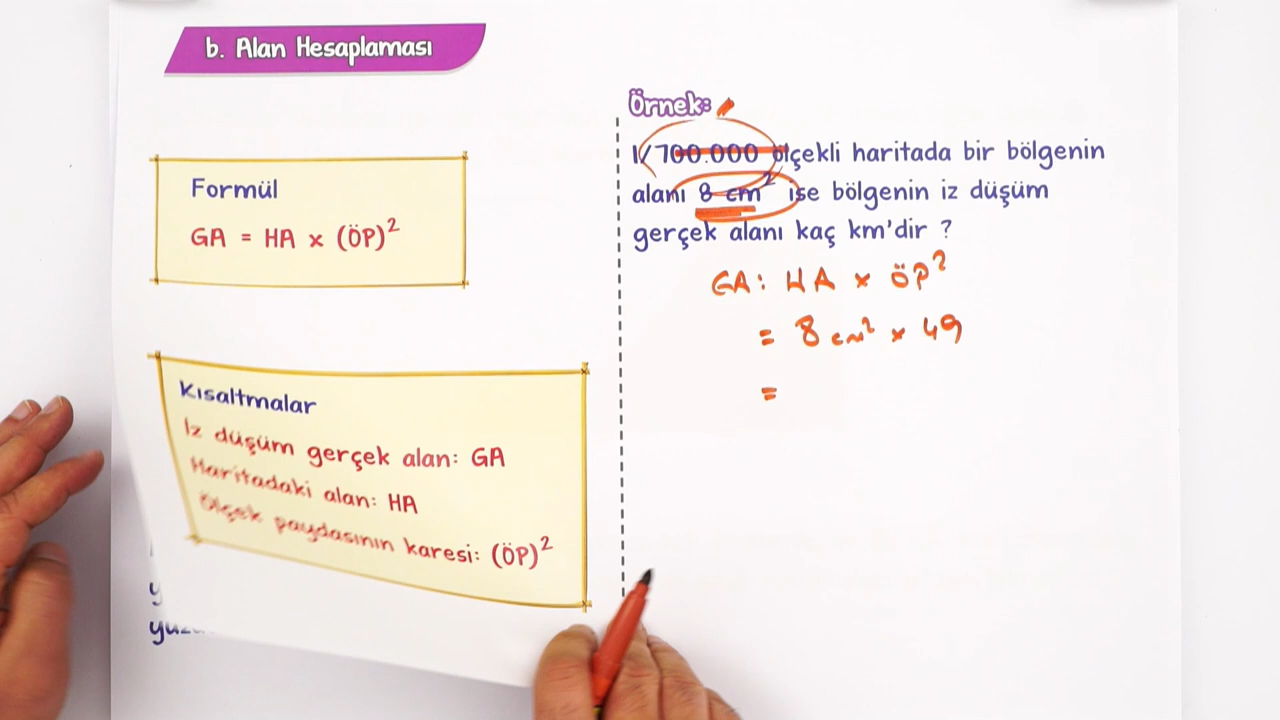 b. Alan Hesaplaması
Formül
GA = HA x (ÖP)²
Kısaltmalar
İz düşüm gerçek alan: GA
Haritadaki alan: HA
Ölçek paydasının karesi: (ÖP)²
Örnek:
1/700.000 ölçekli haritada bir bölgenin
alanı 8 cm² ise bölgenin iz düşüm
gerçek alanı kaç km'dir ?
GA: HA x ÖP²
= 8 cm² x 49
=